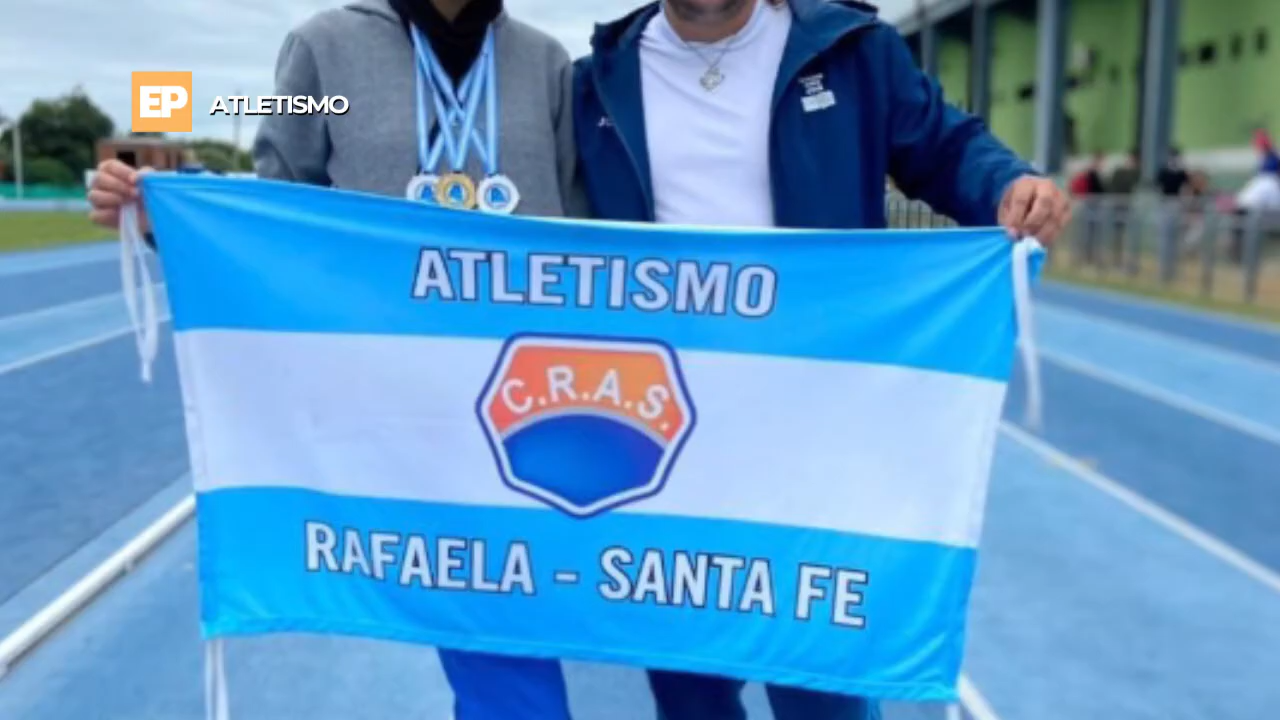 EP ATLETISMO
ATLETISMO
C.R.A.S.
RAFAELA - SANTA FE